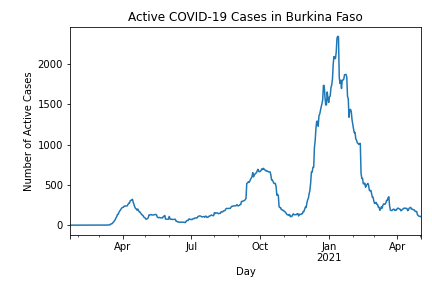 Active COVID-19 Cases in Burkina Faso
Number of Active Cases
2000
1500
1000
500
0
Apr
Jul
Oct
Jan
2021
Apr
Day